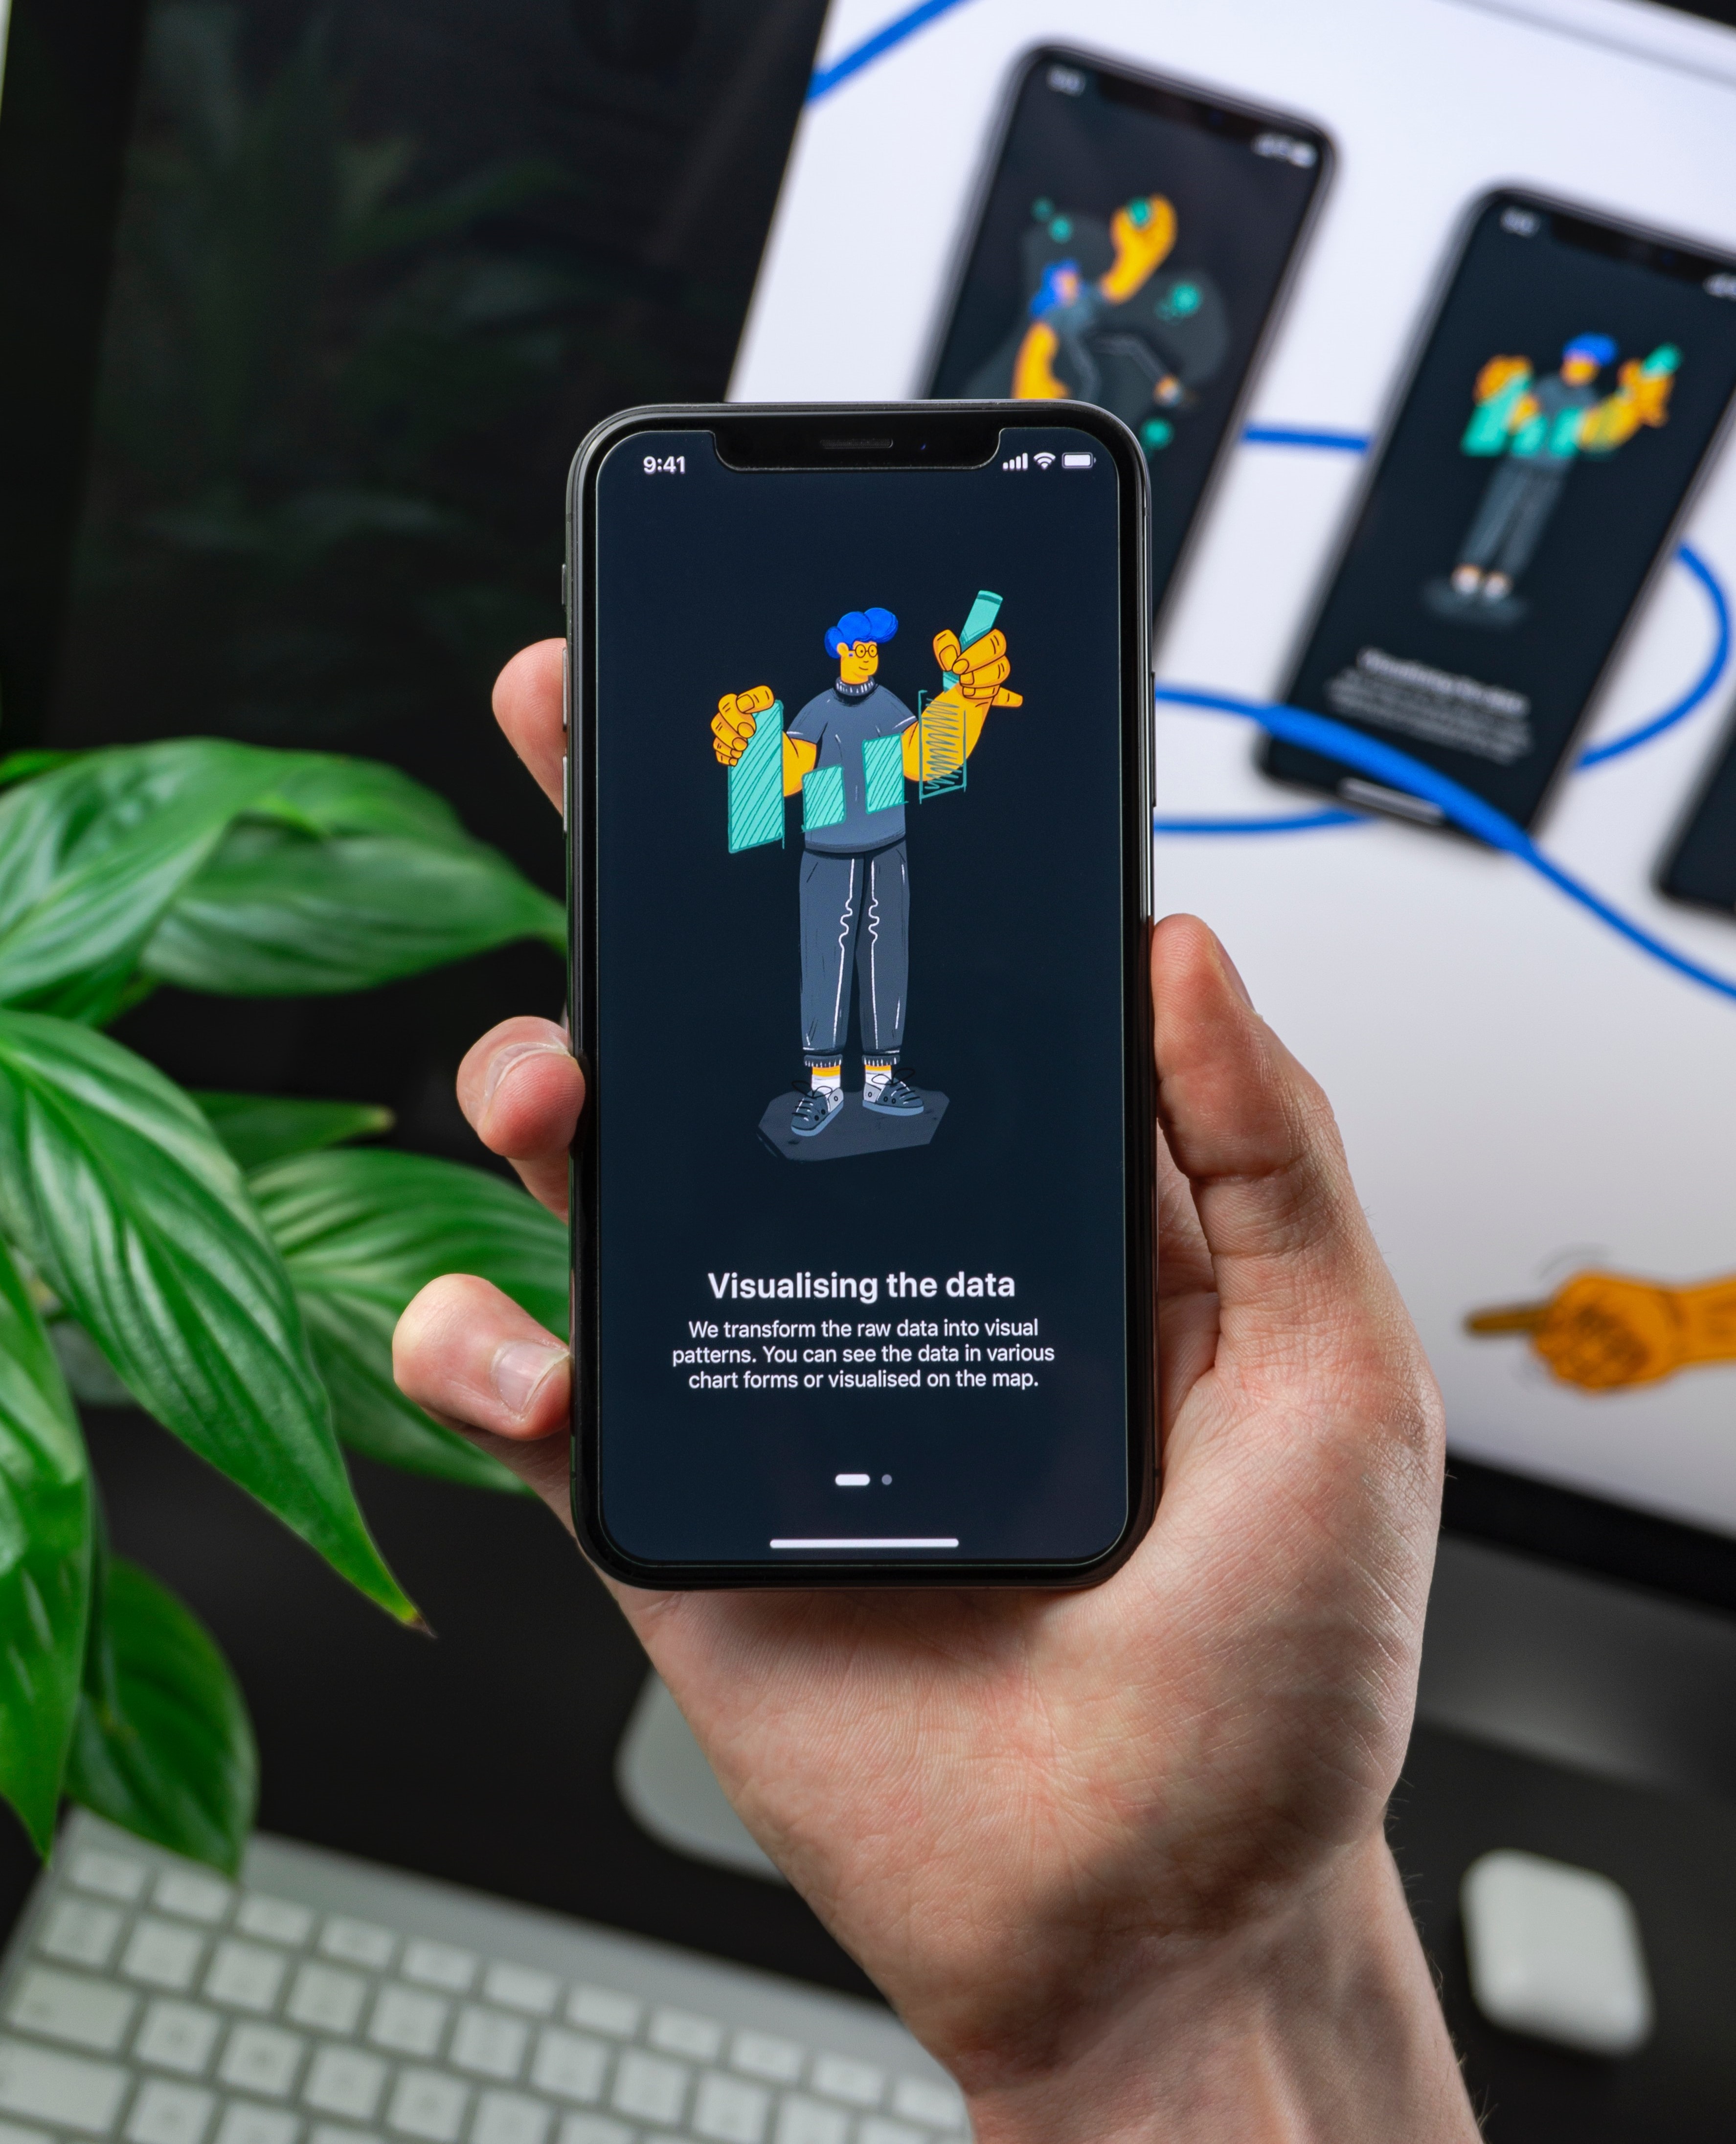 9:41
Visualising the data
We transform the raw data into visual
patterns. You can see the data in various
chart forms or visualised on the map.